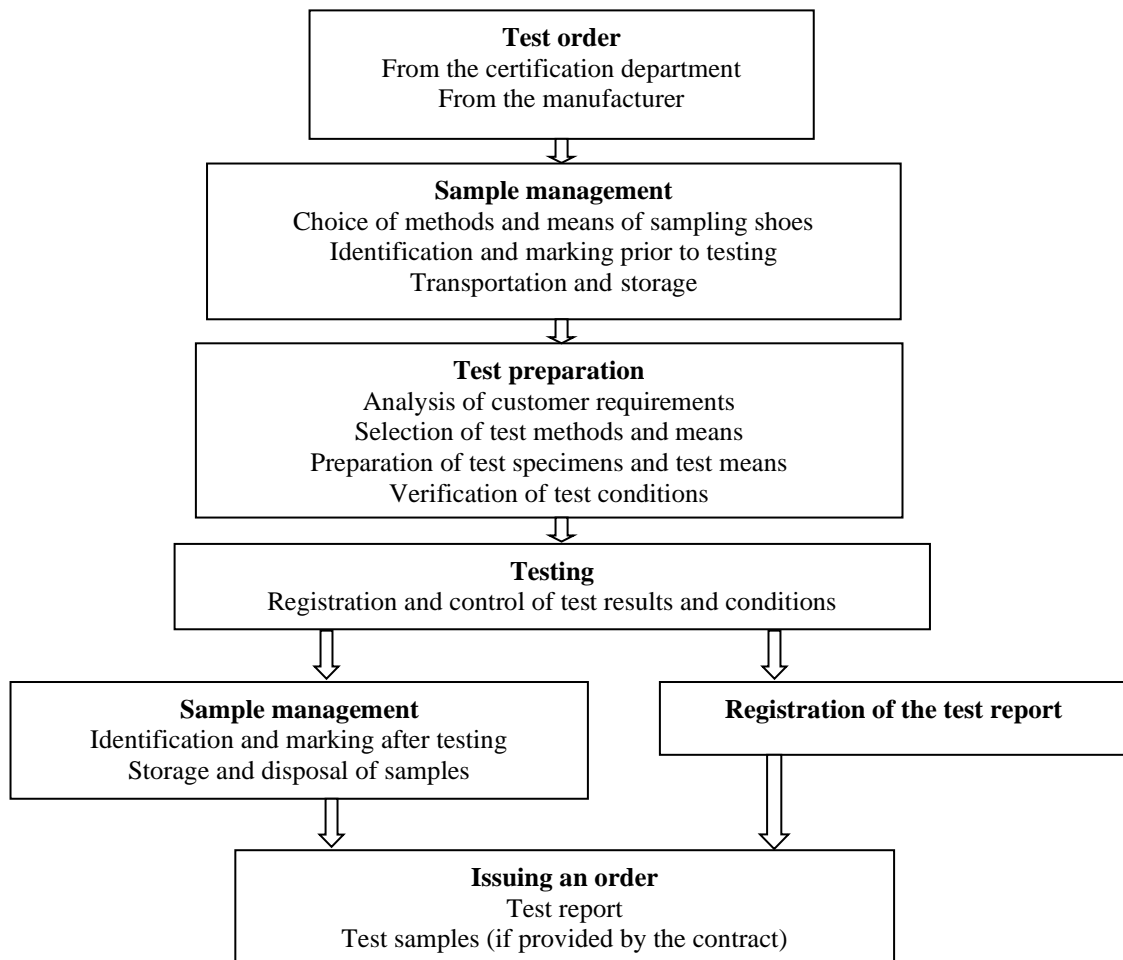 Test order
From the certification department
From the manufacturer
Sample management
Choice of methods and means of sampling shoes
Identification and marking prior to testing
Transportation and storage
Test preparation
Analysis of customer requirements
Selection of test methods and means
Preparation of test specimens and test means
Verification of test conditions
Testing
Registration and control of test results and conditions
Sample management
Identification and marking after testing
Storage and disposal of samples
Registration of the test report
Issuing an order
Test report
Test samples (if provided by the contract)